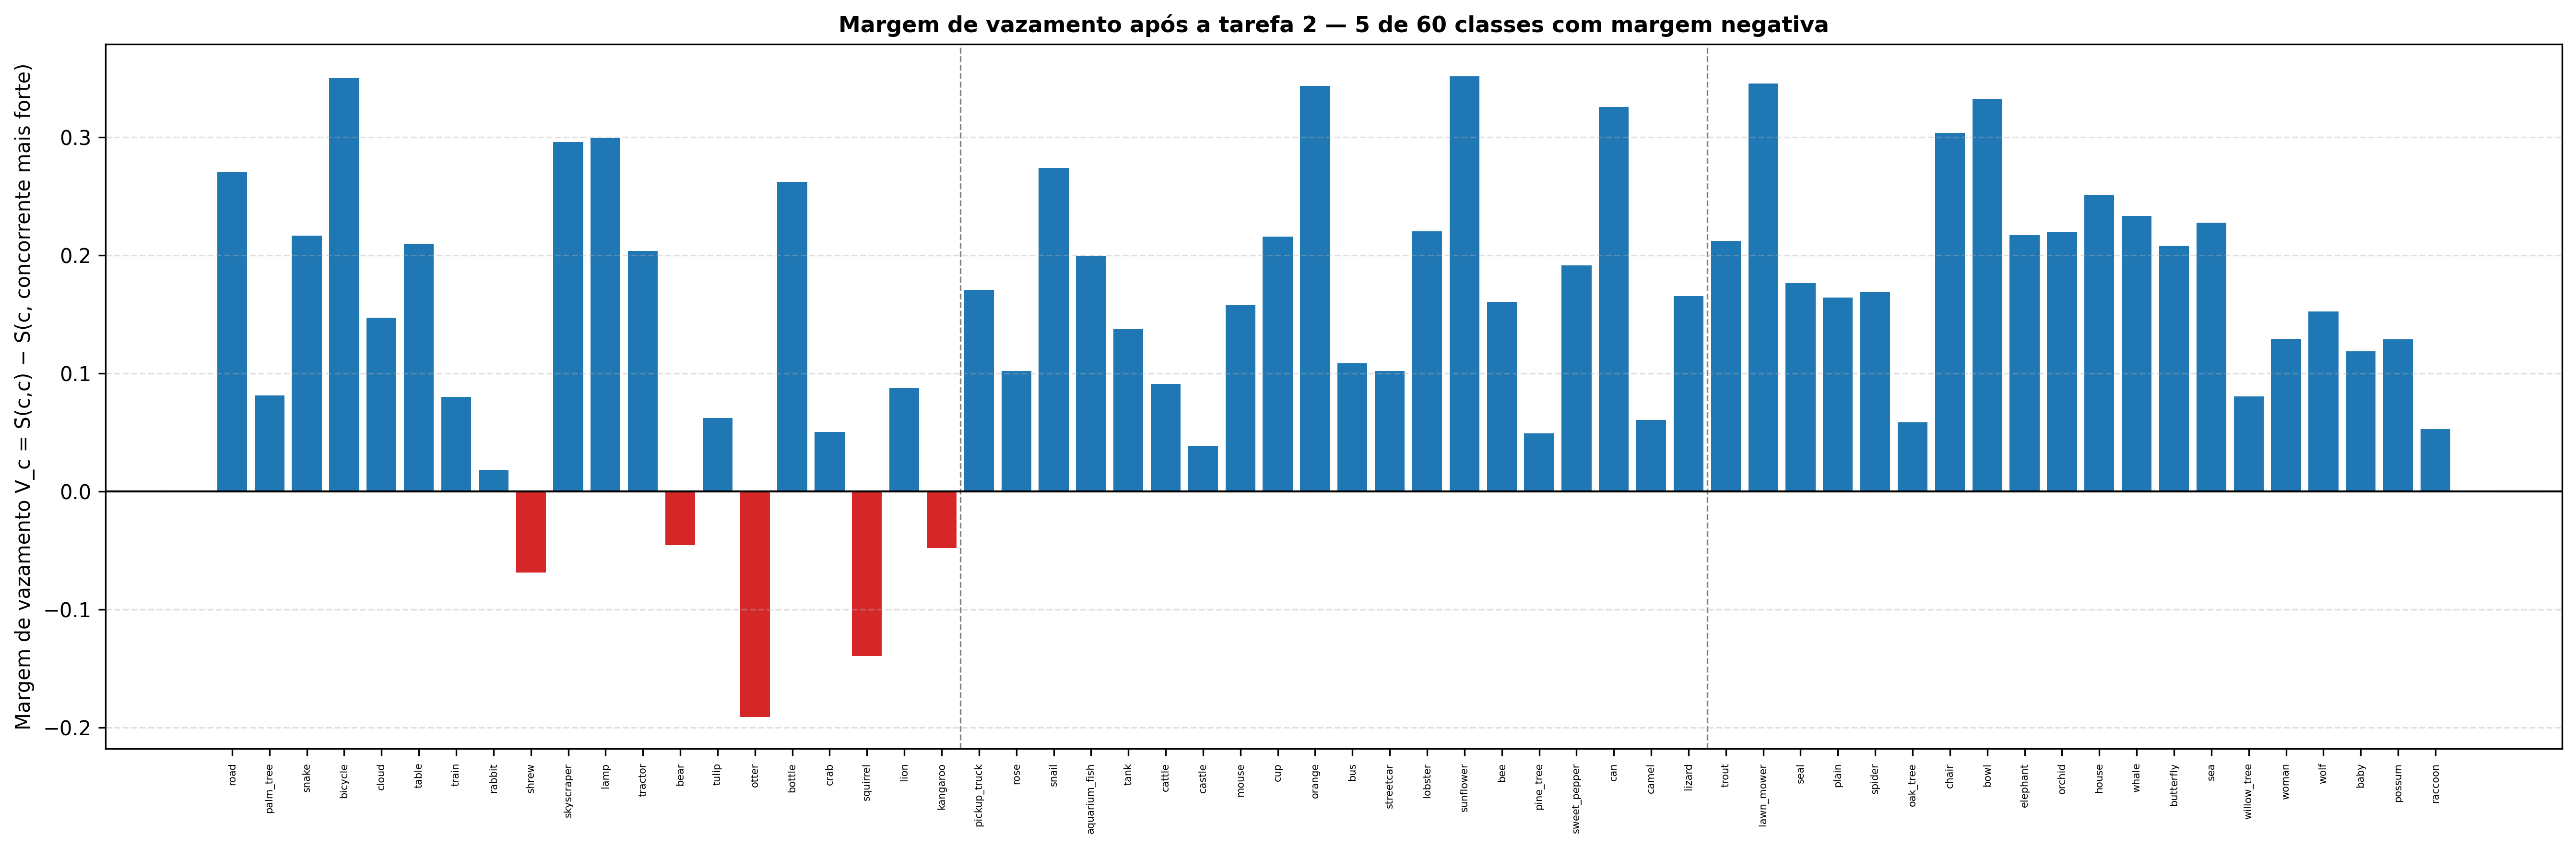 Margem de vazamento após a tarefa 2 — 5 de 60 classes com margem negativa
Margem de vazamento V_c = S(c,c) − S(c, concorrente mais forte)
0.3
0.2
0.1
0.0
−0.1
−0.2
road
palm_tree
snake
bicycle
cloud
table
train
rabbit
shrew
skyscraper
lamp
tractor
bear
tulip
otter
bottle
crab
squirrel
lion
kangaroo
pickup_truck
rose
snail
aquarium_fish
tank
cattle
castle
mouse
cup
orange
bus
streetcar
lobster
sunflower
bee
pine_tree
sweet_pepper
can
camel
lizard
trout
lawn_mower
seal
plain
spider
oak_tree
chair
bowl
elephant
orchid
house
whale
butterfly
sea
willow_tree
woman
wolf
baby
possum
raccoon